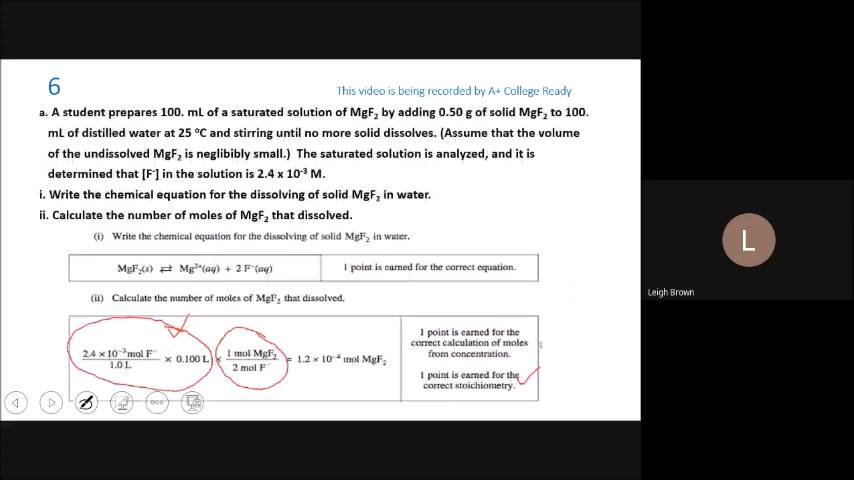 6
This video is being recorded by A+ College Ready
a. A student prepares 100. mL of a saturated solution of MgF₂ by adding 0.50 g of solid MgF₂ to 100.
mL of distilled water at 25 °C and stirring until no more solid dissolves. (Assume that the volume
of the undissolved MgF₂ is neglibibly small.) The saturated solution is analyzed, and it is
determined that [F⁻] in the solution is 2.4 x 10⁻³ M.
i. Write the chemical equation for the dissolving of solid MgF₂ in water.
ii. Calculate the number of moles of MgF₂ that dissolved.
(i) Write the chemical equation for the dissolving of solid MgF₂ in water.
MgF₂(s) ⇄ Mg²⁺(aq) + 2 F⁻(aq)
1 point is earned for the correct equation.
(ii) Calculate the number of moles of MgF₂ that dissolved.
2.4 × 10⁻³ mol F⁻
1.0 L
× 0.100 L ×
1 mol MgF₂
2 mol F⁻
= 1.2 × 10⁻⁴ mol MgF₂
1 point is earned for the
correct calculation of moles
from concentration.
1 point is earned for the
correct stoichiometry.
L
Leigh Brown